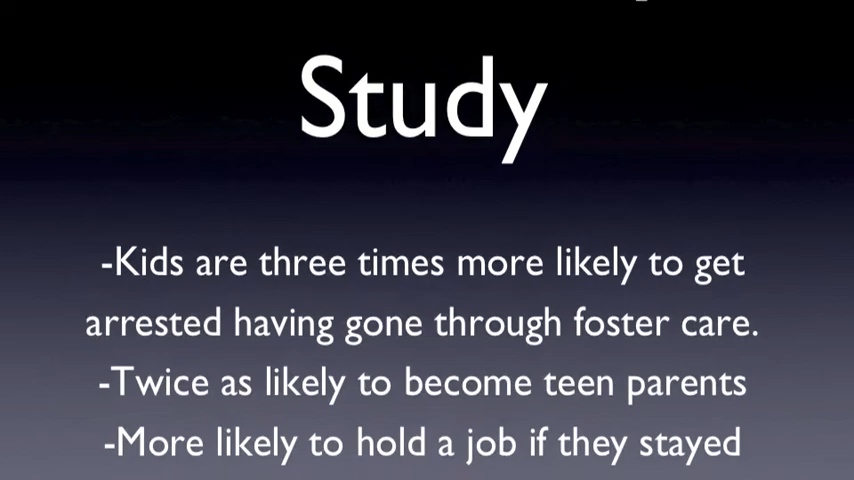 Study
-Kids are three times more likely to get
arrested having gone through foster care.
-Twice as likely to become teen parents
-More likely to hold a job if they stayed